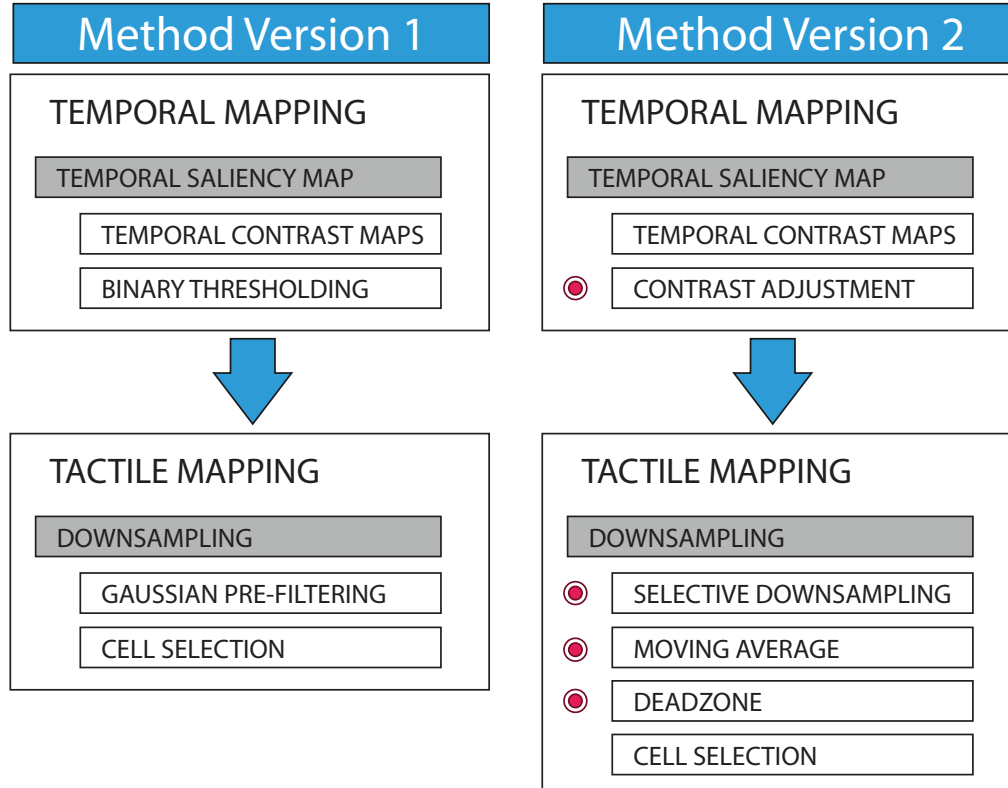 Method Version 1
TEMPORAL MAPPING
TEMPORAL SALIENCY MAP
TEMPORAL CONTRAST MAPS
BINARY THRESHOLDING
TACTILE MAPPING
DOWNSAMPLING
GAUSSIAN PRE-FILTERING
CELL SELECTION
Method Version 2
TEMPORAL MAPPING
TEMPORAL SALIENCY MAP
TEMPORAL CONTRAST MAPS
CONTRAST ADJUSTMENT
TACTILE MAPPING
DOWNSAMPLING
SELECTIVE DOWNSAMPLING
MOVING AVERAGE
DEADZONE
CELL SELECTION